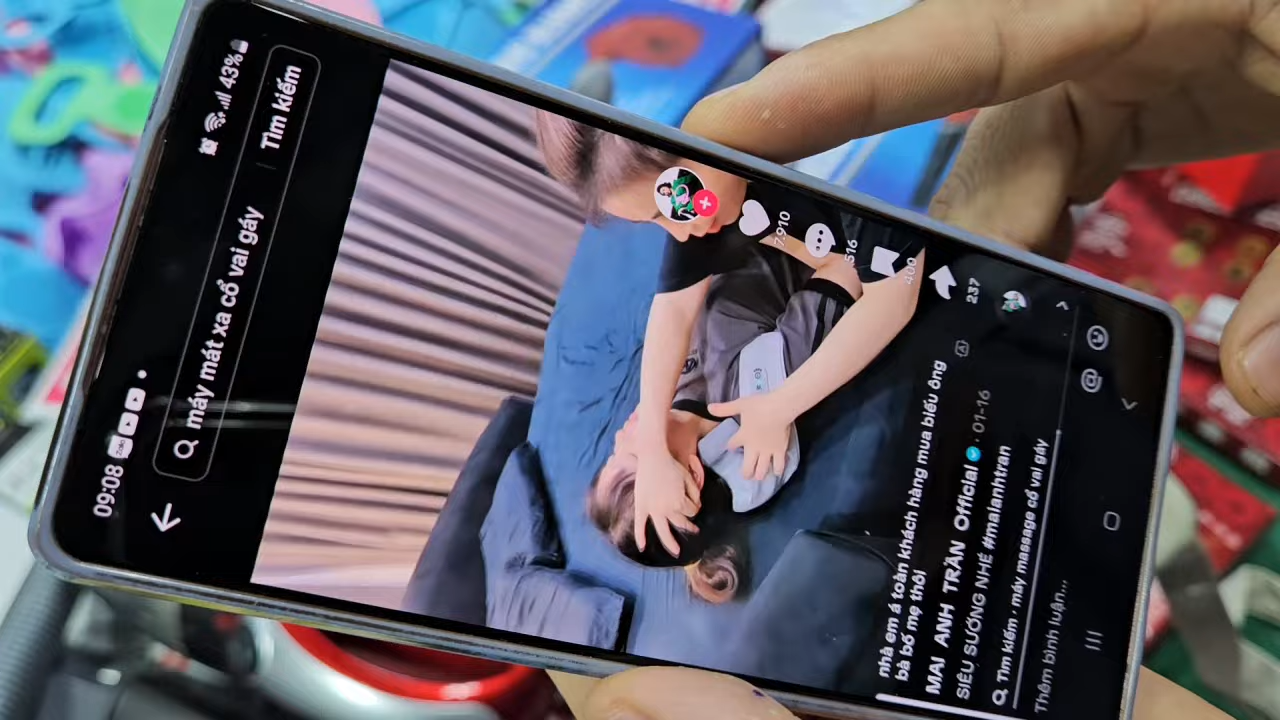 09:08
43%
máy mát xa cổ vai gáy
Tìm kiếm
7.910
516
400
237
nhà em á toàn khách hàng mua biếu ông
bà bố mẹ thôi
MAI ANH TRẦN Official · 01-16
SIÊU SƯỚNG NHÉ #maianhtran
Tìm kiếm · máy massage cổ vai gáy
Thêm bình luận...